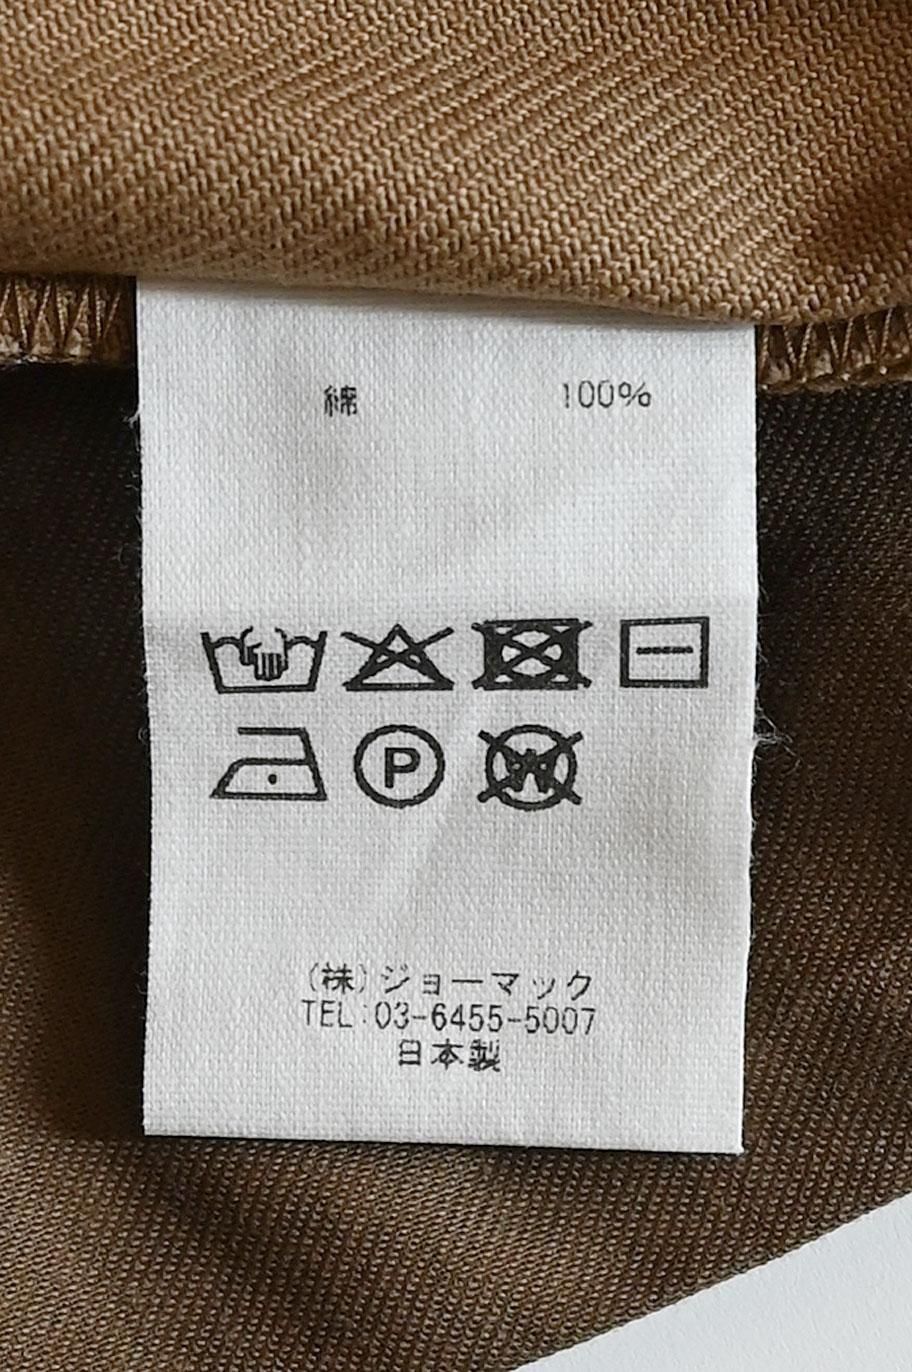 綿 100%
P W
(株)ジョーマック
TEL:03-6455-5007
日本製